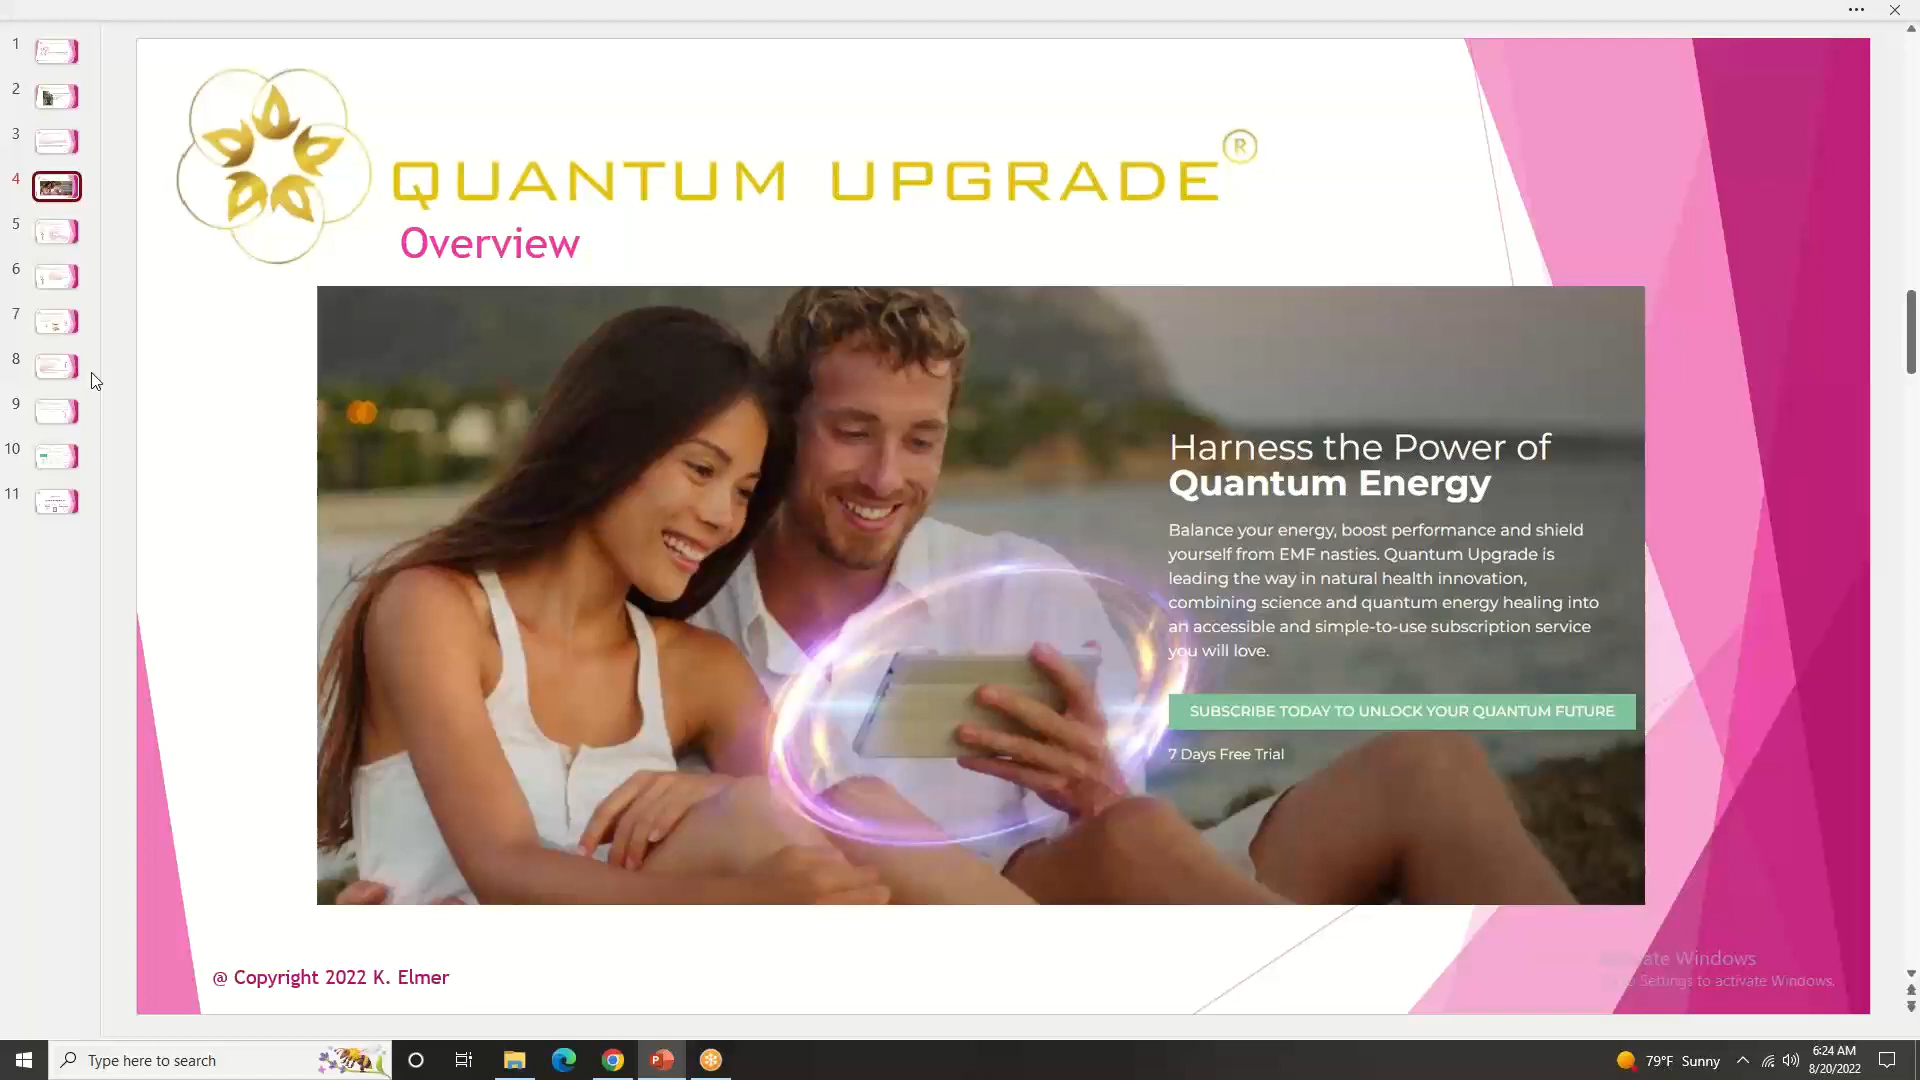 1
2
3
4
5
6
7
8
9
10
11
QUANTUM UPGRADE®
Overview
Harness the Power of
Quantum Energy
Balance your energy, boost performance and shield
yourself from EMF nasties. Quantum Upgrade is
leading the way in natural health innovation,
combining science and quantum energy healing into
an accessible and simple-to-use subscription service
you will love.
SUBSCRIBE TODAY TO UNLOCK YOUR QUANTUM FUTURE
7 Days Free Trial
@ Copyright 2022 K. Elmer
Windows
Settings to activate Windows.
Type here to search
79°F Sunny
6:24 AM
8/20/2022